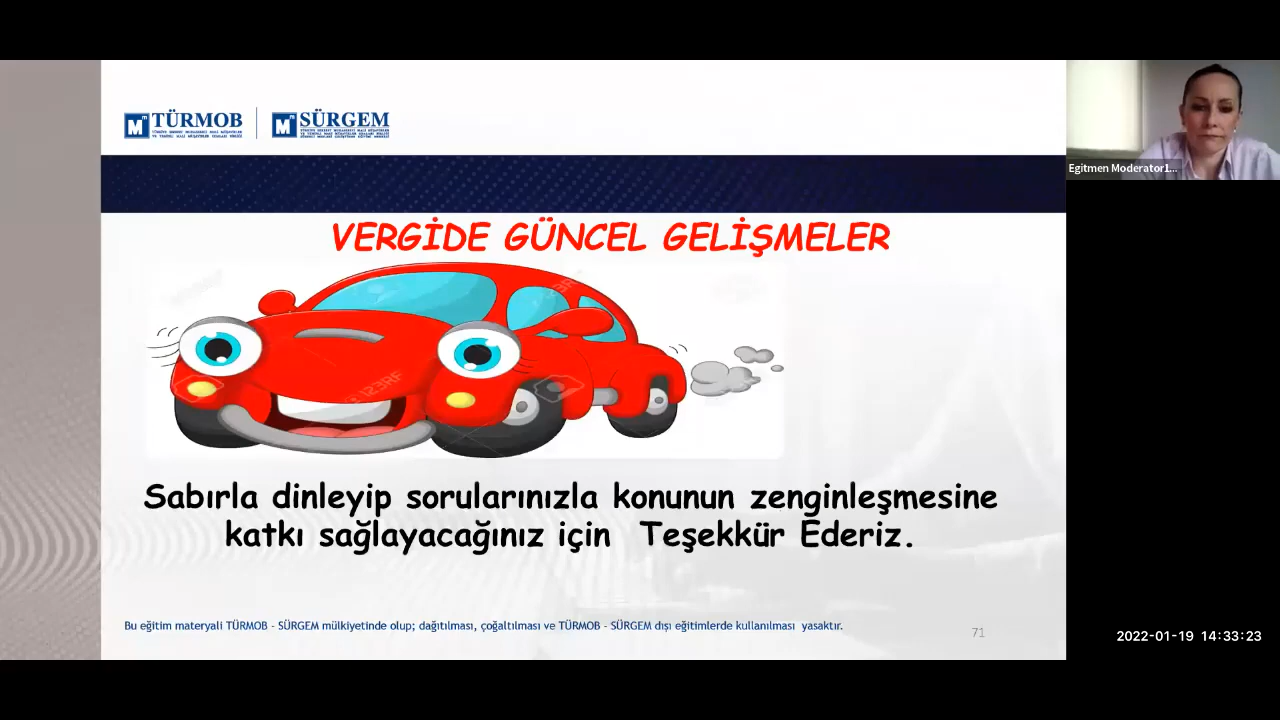 TÜRMOB
SÜRGEM
VERGİDE GÜNCEL GELİŞMELER
Sabırla dinleyip sorularınızla konunun zenginleşmesine
katkı sağlayacağınız için Teşekkür Ederiz.
Bu eğitim materyali TÜRMOB - SÜRGEM mülkiyetinde olup; dağıtılması, çoğaltılması ve TÜRMOB - SÜRGEM dışı eğitimlerde kullanılması yasaktır.
71
Egitmen Moderator1...
2022-01-19 14:33:23